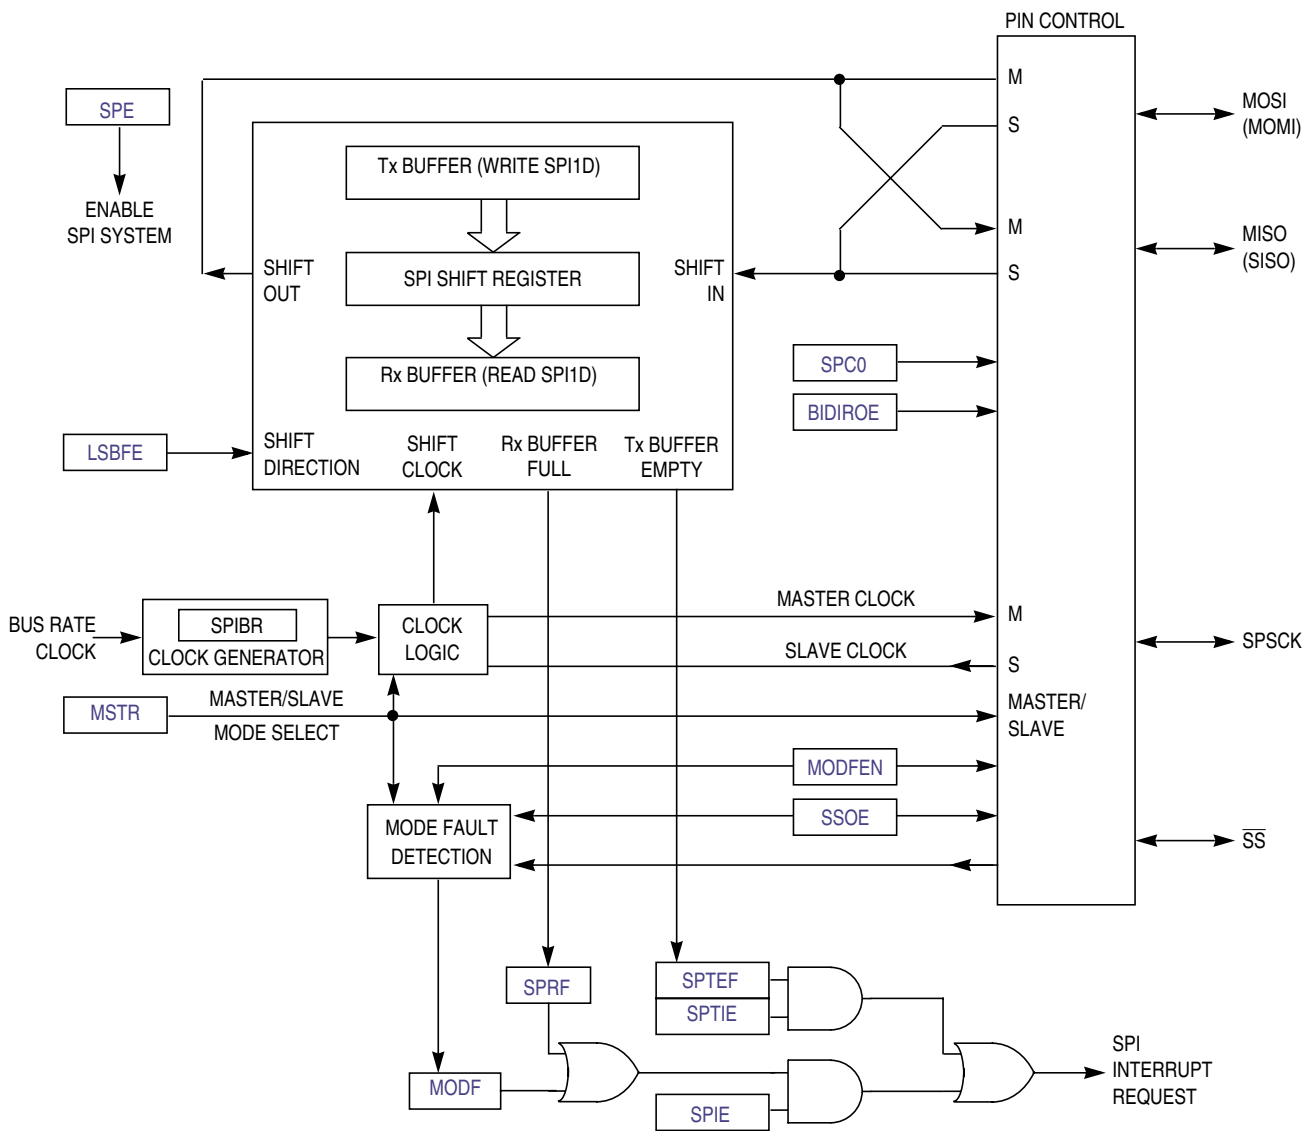 PIN CONTROL
M
SPE
MOSI
(MOMI)
S
Tx BUFFER (WRITE SPI1D)
ENABLE
SPI SYSTEM
M
MISO
(SISO)
SHIFT
OUT
SPI SHIFT REGISTER
SHIFT
IN
S
SPC0
Rx BUFFER (READ SPI1D)
BIDIROE
LSBFE
SHIFT
DIRECTION
SHIFT
CLOCK
Rx BUFFER
FULL
Tx BUFFER
EMPTY
MASTER CLOCK
M
BUS RATE
CLOCK
SPIBR
CLOCK GENERATOR
CLOCK
LOGIC
SPSCK
SLAVE CLOCK
S
MSTR
MASTER/SLAVE
MODE SELECT
MASTER/
SLAVE
MODFEN
SSOE
MODE FAULT
DETECTION
S̅S̅
SPRF
SPTEF
SPTIE
MODF
SPIE
SPI
INTERRUPT
REQUEST